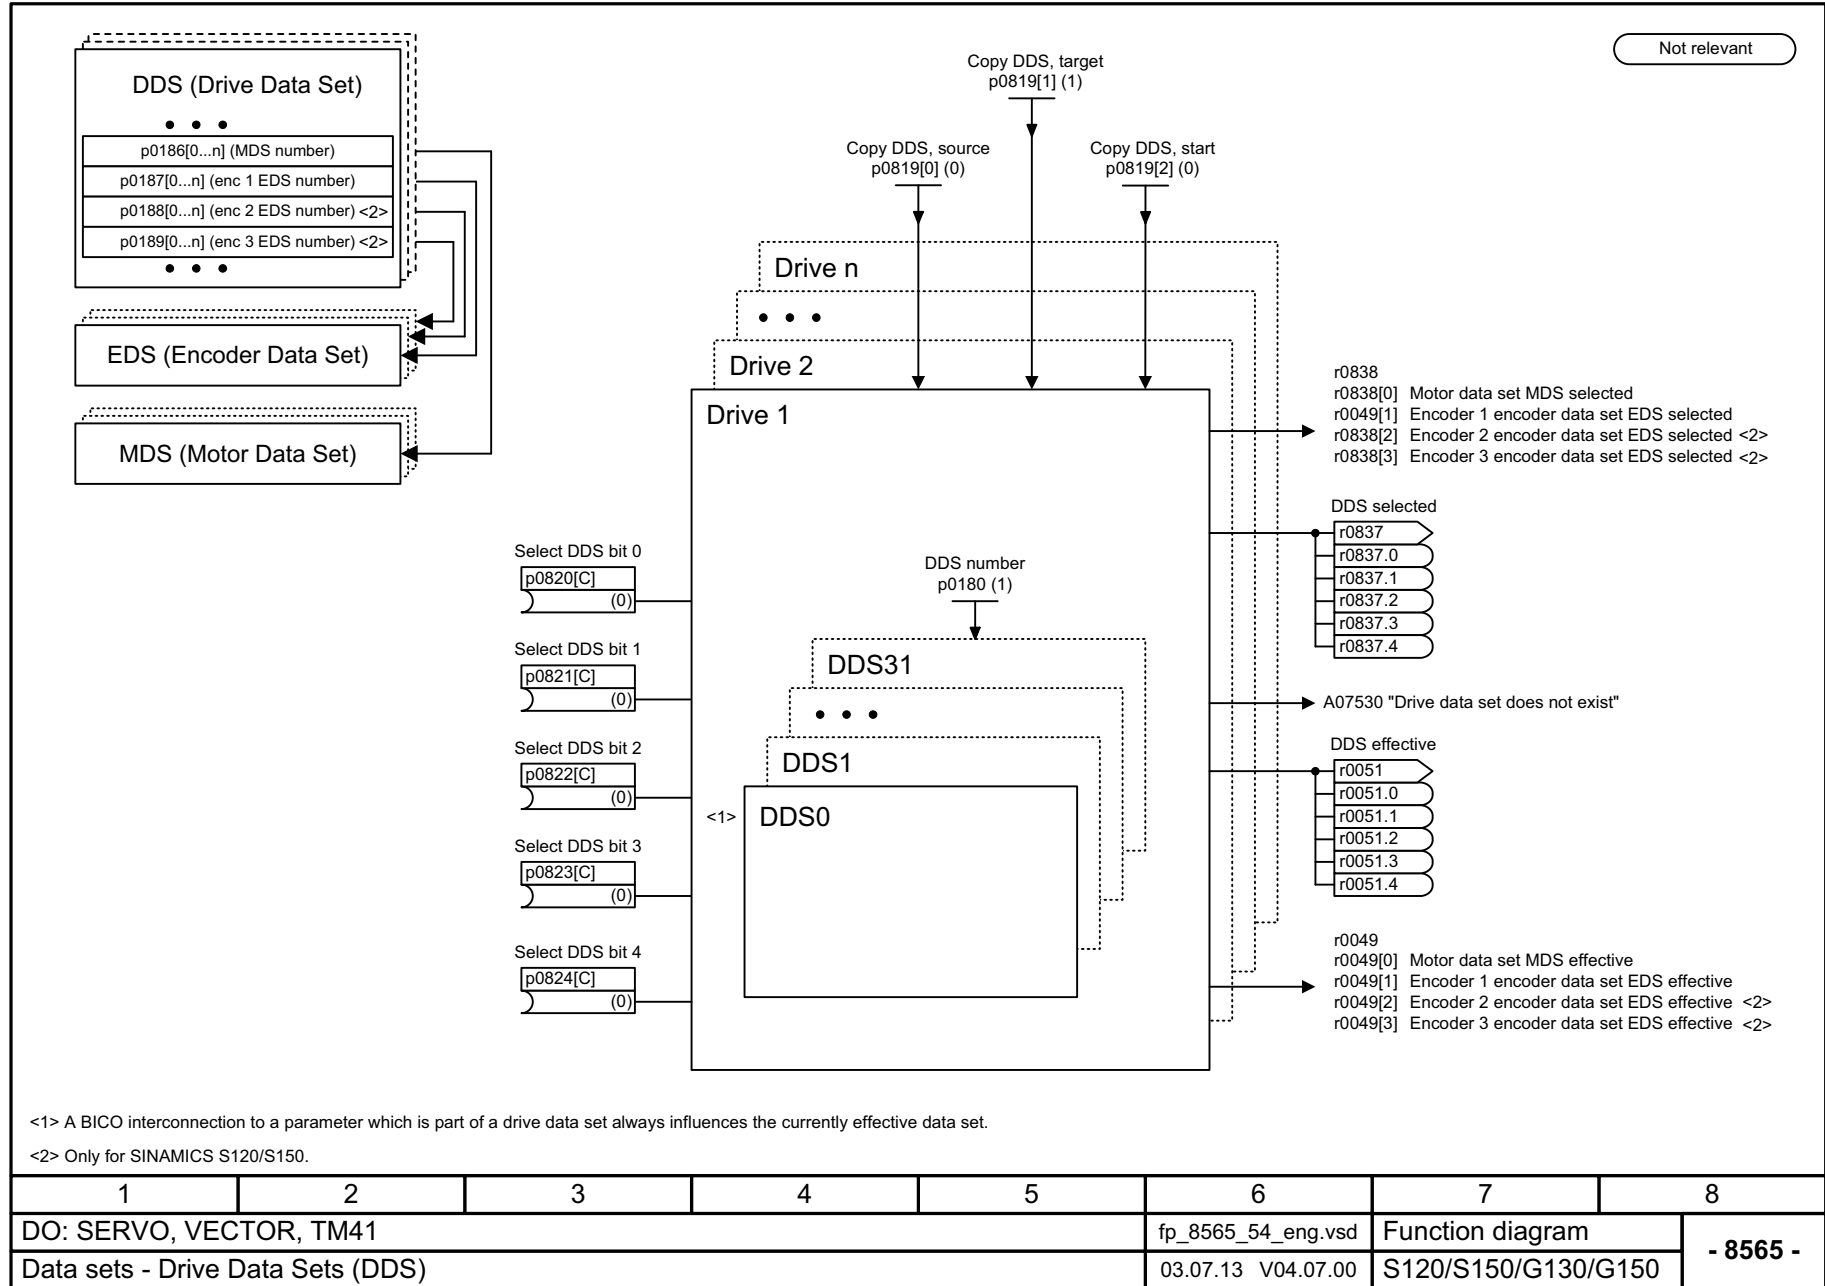 DDS (Drive Data Set)
p0186[0...n] (MDS number)
p0187[0...n] (enc 1 EDS number)
p0188[0...n] (enc 2 EDS number) <2>
p0189[0...n] (enc 3 EDS number) <2>
EDS (Encoder Data Set)
MDS (Motor Data Set)
Not relevant
Copy DDS, target
p0819[1] (1)
Copy DDS, source
p0819[0] (0)
Copy DDS, start
p0819[2] (0)
Drive n
Drive 2
Drive 1
Select DDS bit 0
p0820[C]
(0)
Select DDS bit 1
p0821[C]
(0)
Select DDS bit 2
p0822[C]
(0)
Select DDS bit 3
p0823[C]
(0)
Select DDS bit 4
p0824[C]
(0)
DDS number
p0180 (1)
DDS31
DDS1
<1>
DDS0
r0838
r0838[0] Motor data set MDS selected
r0049[1] Encoder 1 encoder data set EDS selected
r0838[2] Encoder 2 encoder data set EDS selected <2>
r0838[3] Encoder 3 encoder data set EDS selected <2>
DDS selected
r0837
r0837.0
r0837.1
r0837.2
r0837.3
r0837.4
A07530 "Drive data set does not exist"
DDS effective
r0051
r0051.0
r0051.1
r0051.2
r0051.3
r0051.4
r0049
r0049[0] Motor data set MDS effective
r0049[1] Encoder 1 encoder data set EDS effective
r0049[2] Encoder 2 encoder data set EDS effective <2>
r0049[3] Encoder 3 encoder data set EDS effective <2>
<1> A BICO interconnection to a parameter which is part of a drive data set always influences the currently effective data set.
<2> Only for SINAMICS S120/S150.
1 2 3 4 5 6 7 8
DO: SERVO, VECTOR, TM41
fp_8565_54_eng.vsd
Function diagram
- 8565 -
Data sets - Drive Data Sets (DDS)
03.07.13 V04.07.00
S120/S150/G130/G150